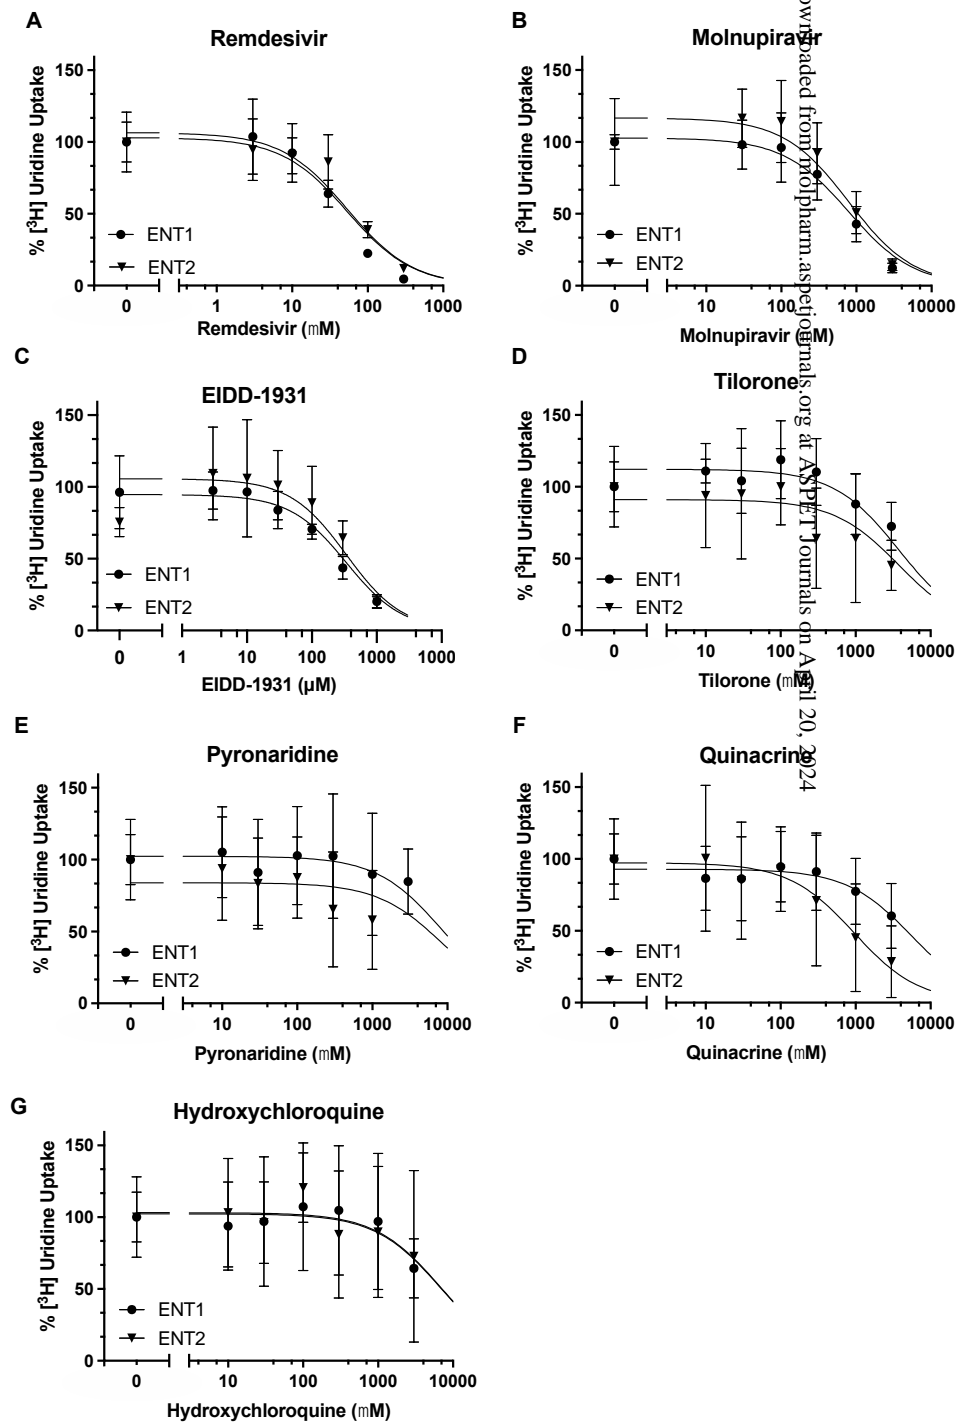 A
Remdesivir
% [³H] Uridine Uptake
150
100
50
0
ENT1
ENT2
0 1 10 100 1000
Remdesivir (mM)
B
Molnupiravir
% [³H] Uridine Uptake
150
100
50
0
ENT1
ENT2
0 10 100 1000 10000
Molnupiravir (mM)
C
EIDD-1931
% [³H] Uridine Uptake
150
100
50
0
ENT1
ENT2
0 1 10 100 1000 10000
EIDD-1931 (µM)
D
Tilorone
% [³H] Uridine Uptake
150
100
50
0
ENT1
ENT2
0 10 100 1000 10000
Tilorone (mM)
E
Pyronaridine
% [³H] Uridine Uptake
150
100
50
0
ENT1
ENT2
0 10 100 1000 10000
Pyronaridine (mM)
F
Quinacrine
% [³H] Uridine Uptake
150
100
50
0
ENT1
ENT2
0 10 100 1000 10000
Quinacrine (mM)
G
Hydroxychloroquine
% [³H] Uridine Uptake
150
100
50
0
ENT1
ENT2
0 10 100 1000 10000
Hydroxychloroquine (mM)
ownloaded from molpharm.aspetjournals.org at ASPET Journals on April 20, 2024